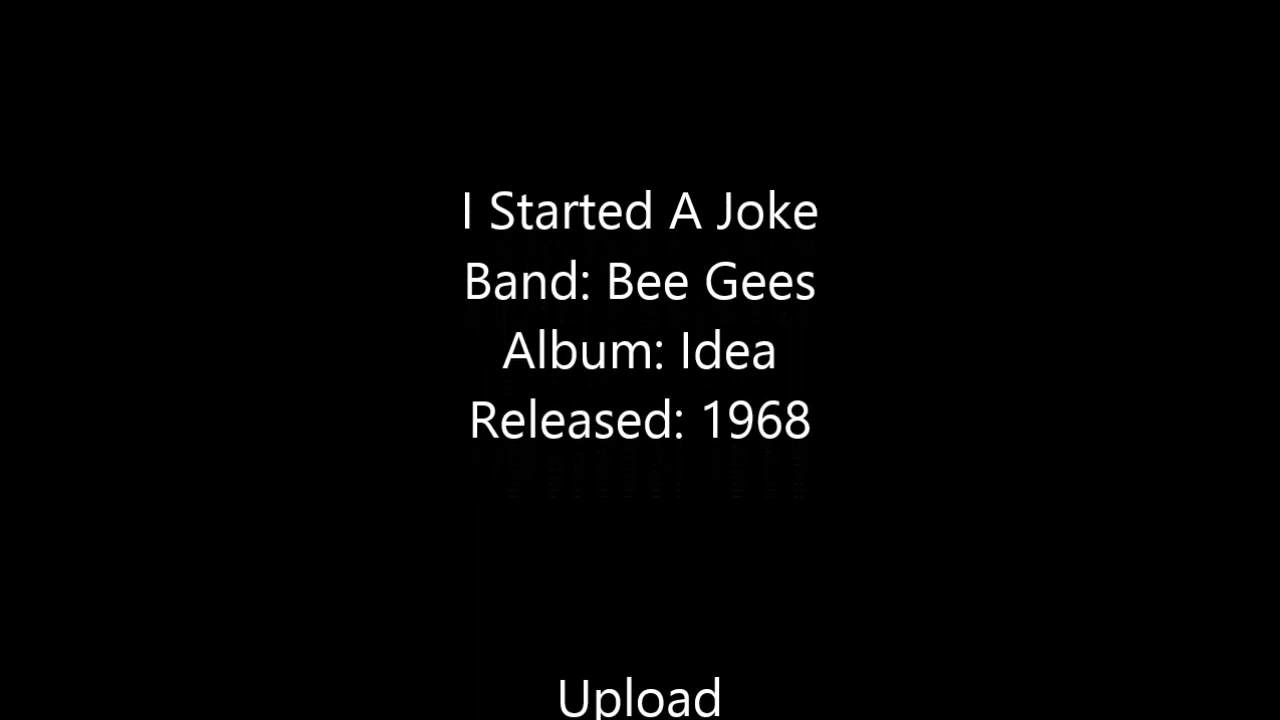 I Started A Joke
Band: Bee Gees
Album: Idea
Released: 1968
Upload